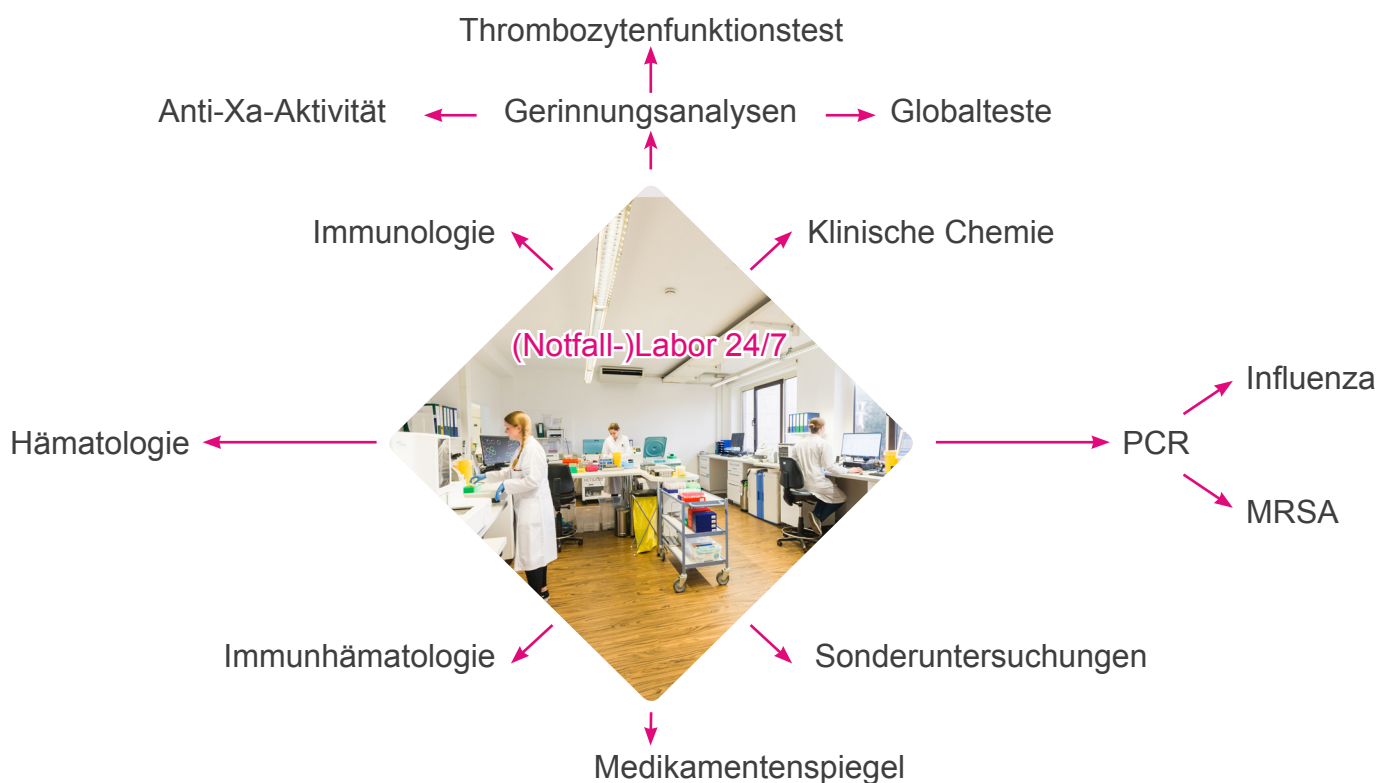 Thrombozytenfunktionstest
Anti-Xa-Aktivität
Gerinnungsanalysen
Globalteste
Immunologie
Klinische Chemie
(Notfall-)Labor 24/7
Influenza
Hämatologie
PCR
MRSA
Immunhämatologie
Sonderuntersuchungen
Medikamentenspiegel